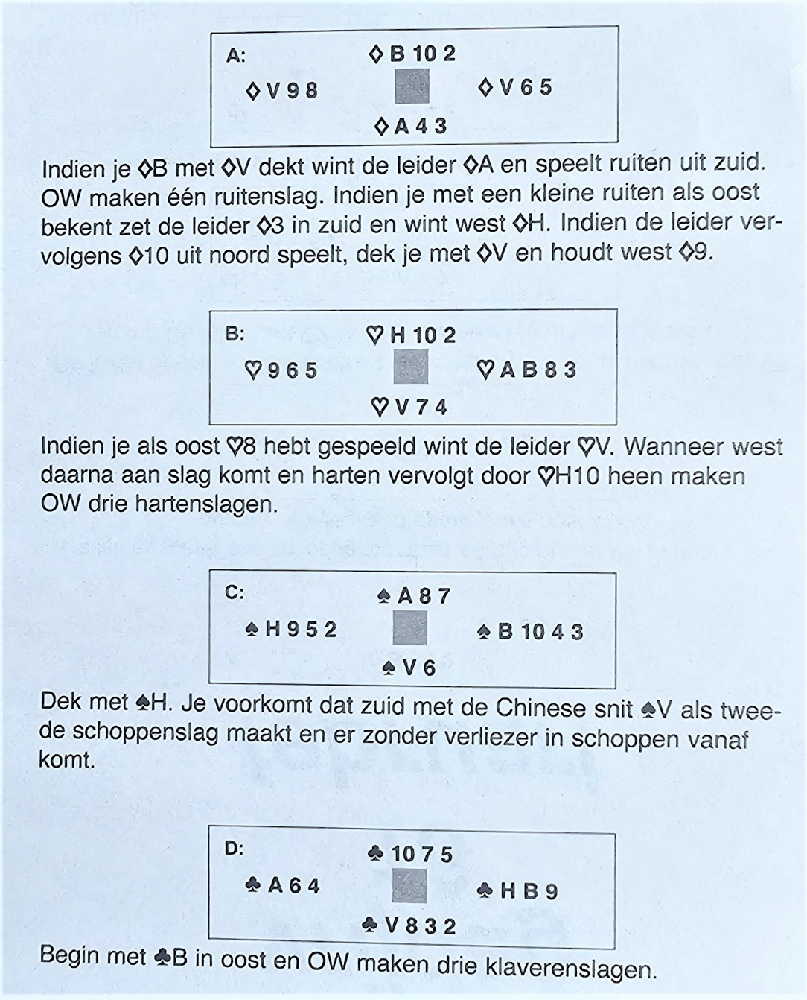 A:
◊ B 10 2
◊ V 9 8
◊ V 6 5
◊ A 4 3
Indien je ◊B met ◊V dekt wint de leider ◊A en speelt ruiten uit zuid.
OW maken één ruitenslag. Indien je met een kleine ruiten als oost
bekent zet de leider ◊3 in zuid en wint west ◊H. Indien de leider ver-
volgens ◊10 uit noord speelt, dek je met ◊V en houdt west ◊9.
B:
♡ H 10 2
♡ 9 6 5
♡ A B 8 3
♡ V 7 4
Indien je als oost ♡8 hebt gespeeld wint de leider ♡V. Wanneer west
daarna aan slag komt en harten vervolgt door ♡H10 heen maken
OW drie hartenslagen.
C:
♠ A 8 7
♠ H 9 5 2
♠ B 10 4 3
♠ V 6
Dek met ♠H. Je voorkomt dat zuid met de Chinese snit ♠V als twee-
de schoppenslag maakt en er zonder verliezer in schoppen vanaf
komt.
D:
♣ 10 7 5
♣ A 6 4
♣ H B 9
♣ V 8 3 2
Begin met ♣B in oost en OW maken drie klaverenslagen.